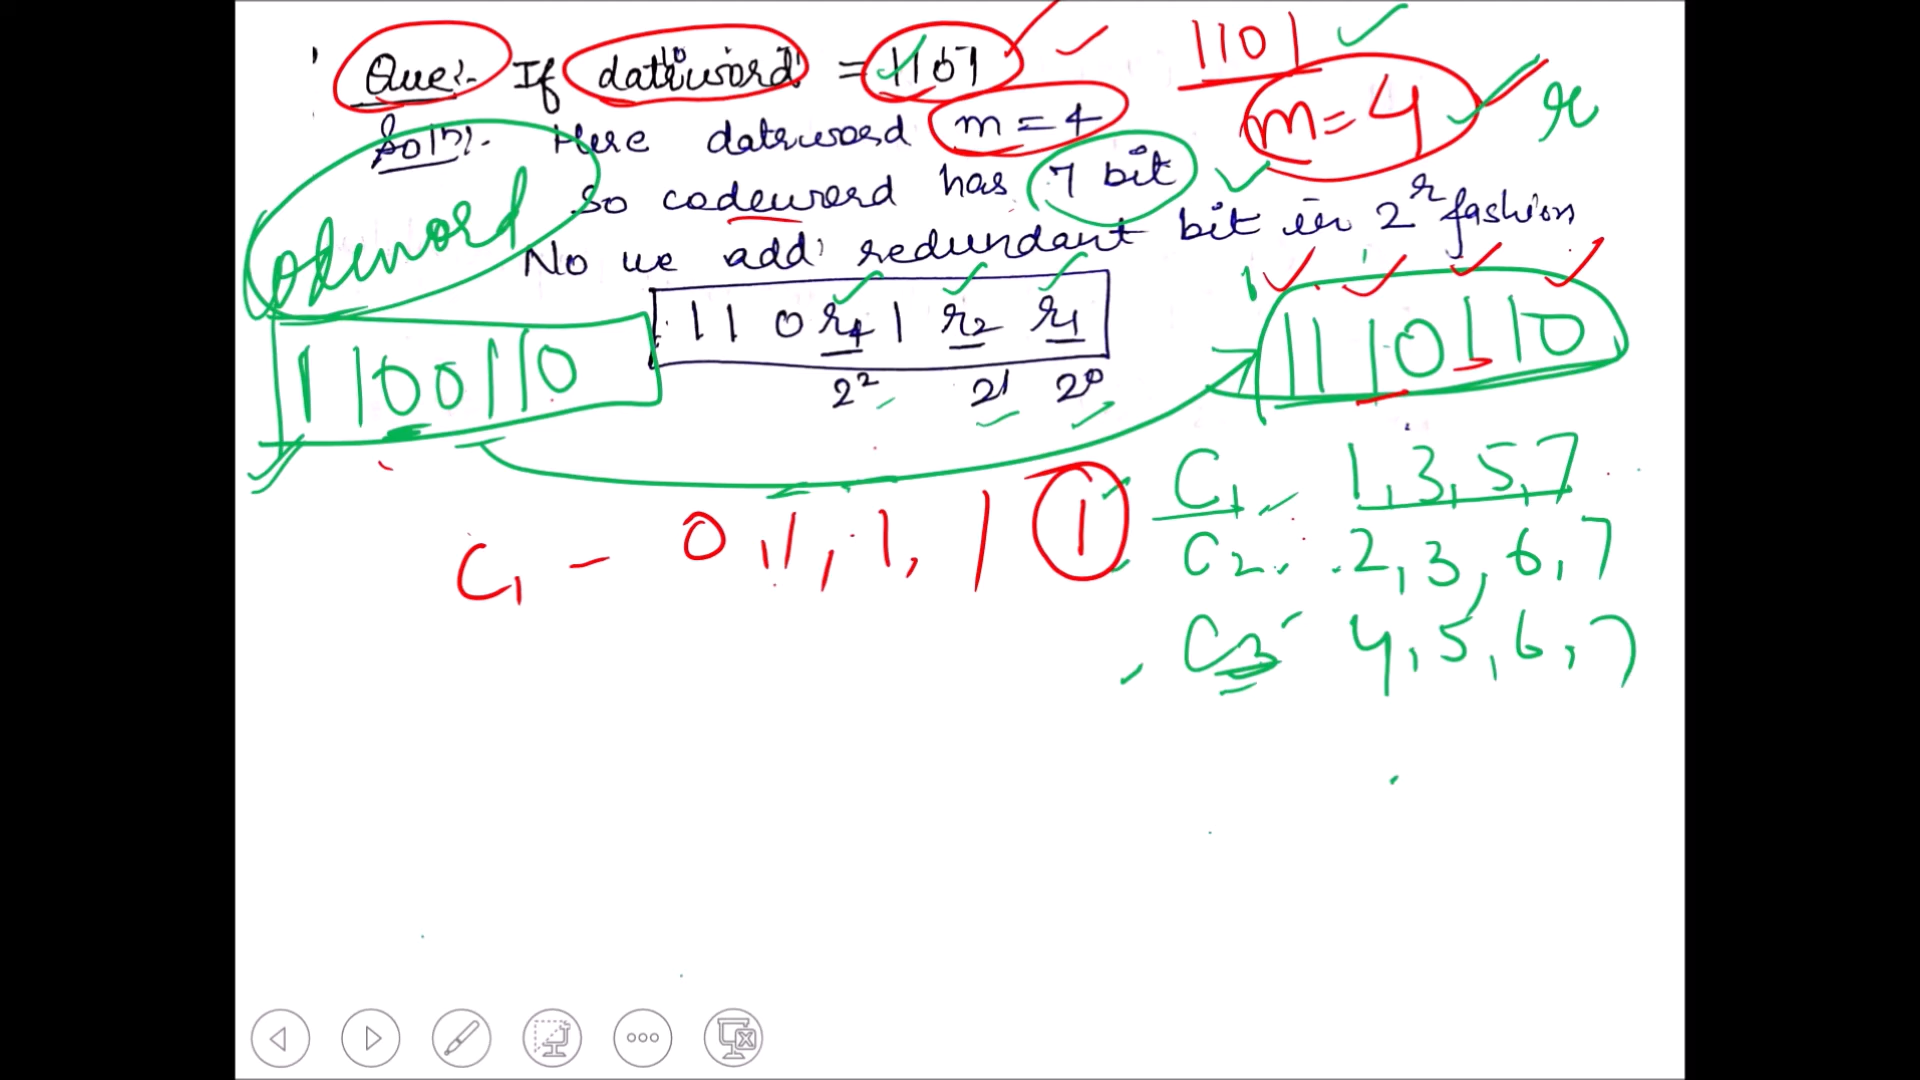 Que:- If dataword = 1101
1101
Soln:- Here dataword m = 4
m = 4 r
so codeword has 7 bit
No we add redundant bit in 2^r fashion
odeword
1 1 0 r4 1 r2 r1
2^2 2^1 2^0
1100110
1110110
C1 - 0, 1, 1, 1 1
C1 - 1, 3, 5, 7
C2. 2, 3, 6, 7
C3 4, 5, 6, 7